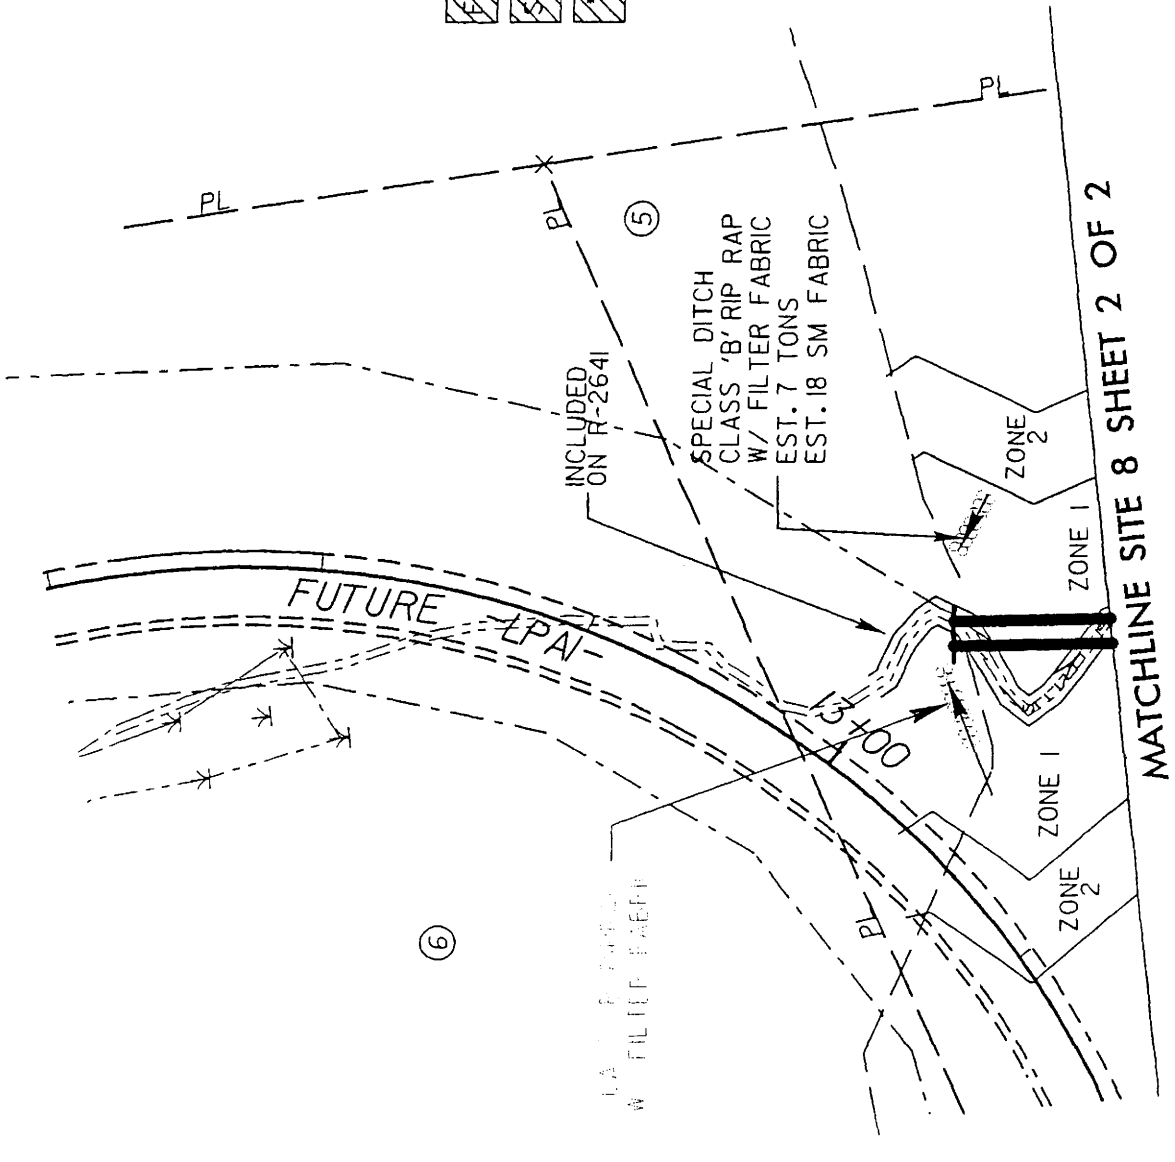 PL
PL
PL
5
INCLUDED
ON R-2641
SPECIAL DITCH
CLASS 'B' RIP RAP
W/ FILTER FABRIC
EST. 7 TONS
EST. 18 SM FABRIC
FUTURE -LPA1-
13+00
6
W FILTER FABRI
PL
ZONE
2
ZONE 1
ZONE 1
ZONE
2
MATCHLINE SITE 8 SHEET 2 OF 2